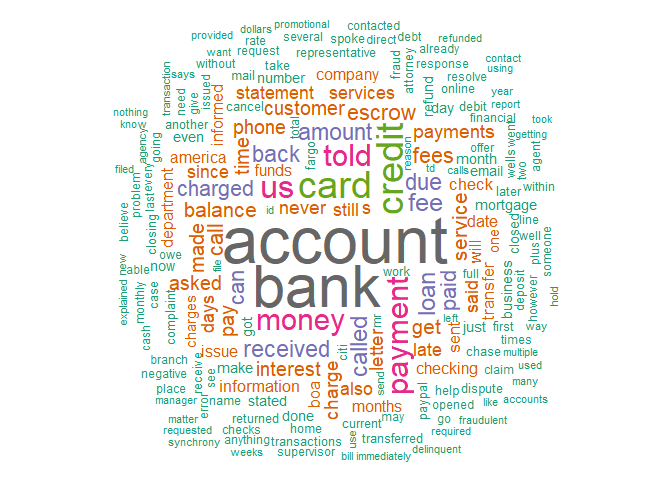 provided
dollars
promotional
contacted
rate
several
spoke
direct
debt
already
refunded
want
request
representative
fraud
attorney
response
contact
transaction
says
without
take
mail
number
company
resolve
online
using
need
give
issued
cancel
statement
services
refund
year
nothing
another
informed
customer
escrow
day
debit
report
know
even
phone
total
amount
payments
financial
took
agency
going
time
back
fargo
told
reason
fees
month
offer
wells
went
getting
filed
last
every
america
since
funds
us
card
credit
td
calls
email
two
agent
problem
closing
department
charged
due
check
later
within
believe
owe
balance
id
never
still
s
fee
service
date
mortgage
new
able
now
call
made
account
work
will
one
closed
line
plus
well
someone
explained
monthly
case
file
asked
can
bank
loan
paid
said
transfer
full
business
deposit
however
hold
cash
complaint
charges
days
pay
got
money
called
mr
payment
left
get
sent
just
first
way
times
branch
issue
received
citi
letter
late
chase
multiple
negative
receive
see
make
interest
send
checking
claim
used
place
information
boa
charge
also
paypal
help
dispute
many
manager
error
name
stated
months
opened
like
accounts
matter
returned
done
current
may
go
fraudulent
requested
checks
home
use
transferred
required
synchrony
anything
transactions
weeks
supervisor
bill
immediately
delinquent